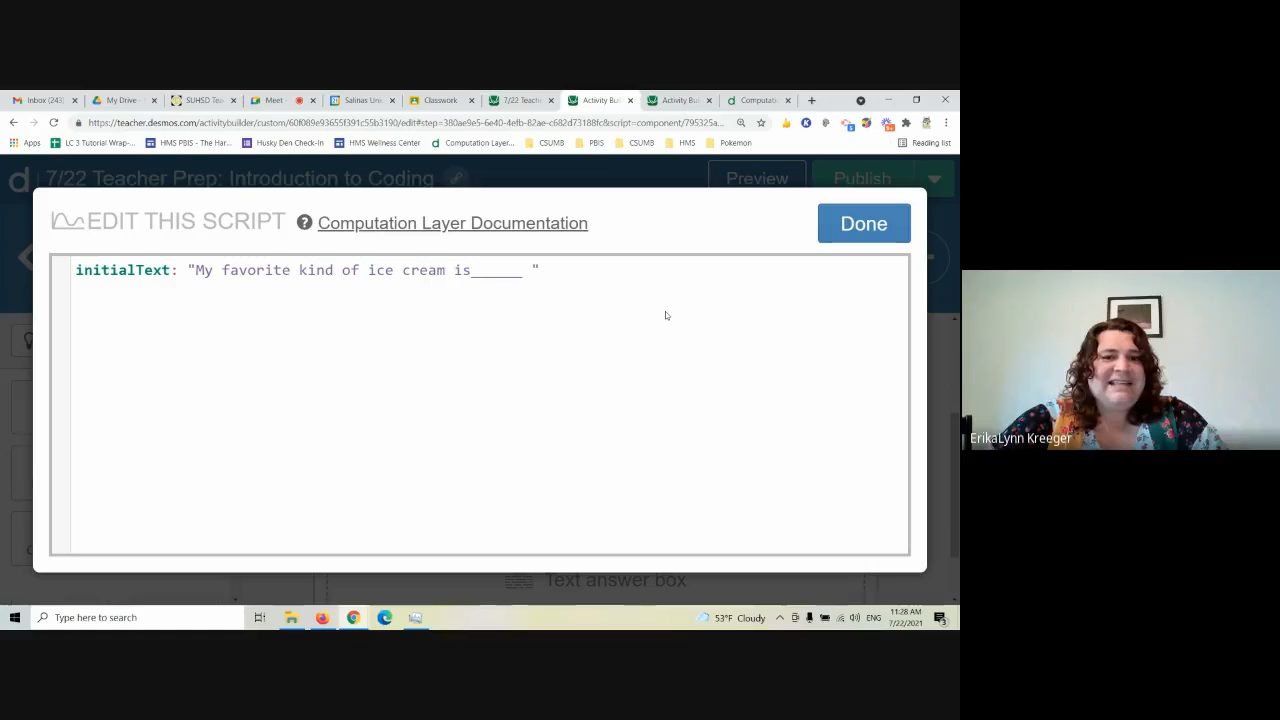 Inbox (243)
My Drive -
SUHSD Tea
Meet -
Salinas Uni
Classwork
7/22 Teache
Activity Bui
Activity Bui
Computati
https://teacher.desmos.com/activitybuilder/custom/60f089e93655f391c55b3190/edit#step=380ae9e5-6e40-4efb-82ae-c682d73188fc&script=component/795325a...
Apps
LC 3 Tutorial Wrap-...
HMS PBIS - The Har...
Husky Den Check-In
HMS Wellness Center
Computation Layer...
CSUMB
PBIS
CSUMB
HMS
Pokemon
Reading list
7/22 Teacher Prep: Introduction to Coding
Preview
Publish
EDIT THIS SCRIPT
Computation Layer Documentation
Done
initialText: "My favorite kind of ice cream is______ "
ErikaLynn Kreeger
Text answer box
Type here to search
53°F Cloudy
ENG
11:28 AM
7/22/2021